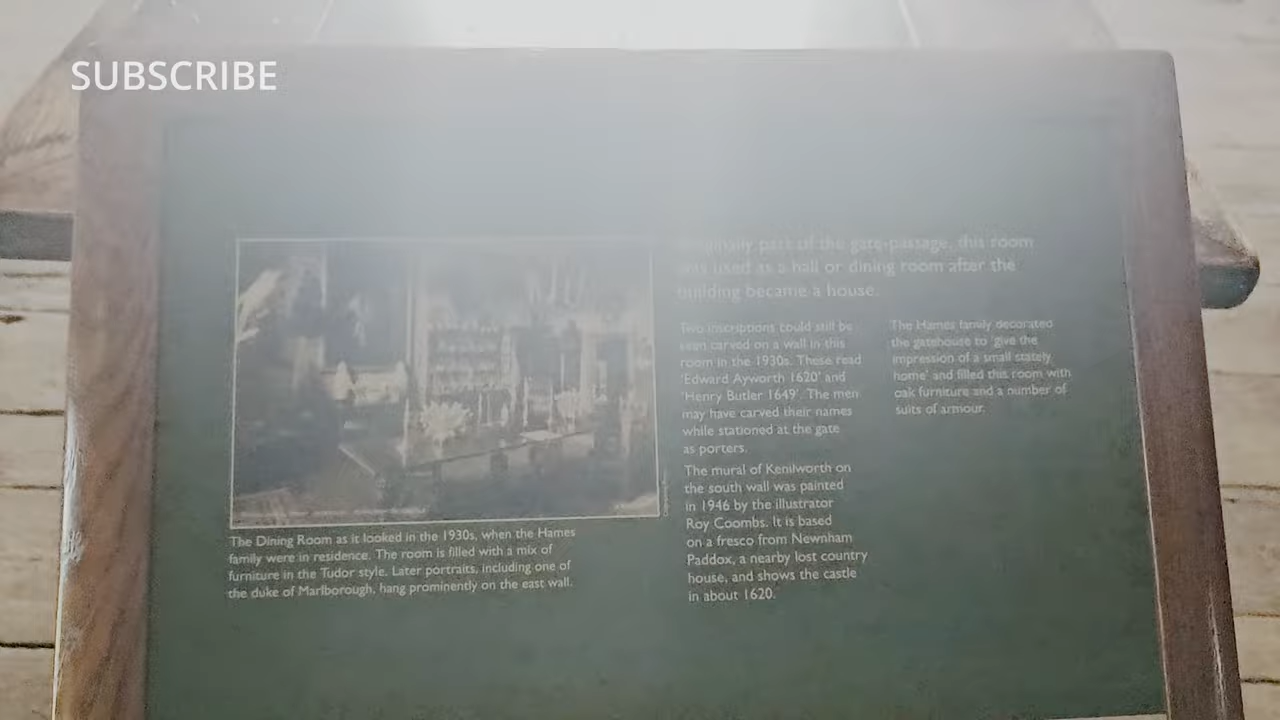 SUBSCRIBE
Originally part of the gate-passage, this room
was used as a hall or dining room after the
building became a house.
Two inscriptions could still be
seen carved on a wall in this
room in the 1930s. These read
'Edward Ayworth 1620' and
'Henry Butler 1649'. The men
may have carved their names
while stationed at the gate
as porters.
The mural of Kenilworth on
the south wall was painted
in 1946 by the illustrator
Roy Coombs. It is based
on a fresco from Newnham
Paddox, a nearby lost country
house, and shows the castle
in about 1620.
The Hames family decorated
the gatehouse to 'give the
impression of a small stately
home' and filled this room with
oak furniture and a number of
suits of armour.
The Dining Room as it looked in the 1930s, when the Hames
family were in residence. The room is filled with a mix of
furniture in the Tudor style. Later portraits, including one of
the duke of Marlborough, hang prominently on the east wall.